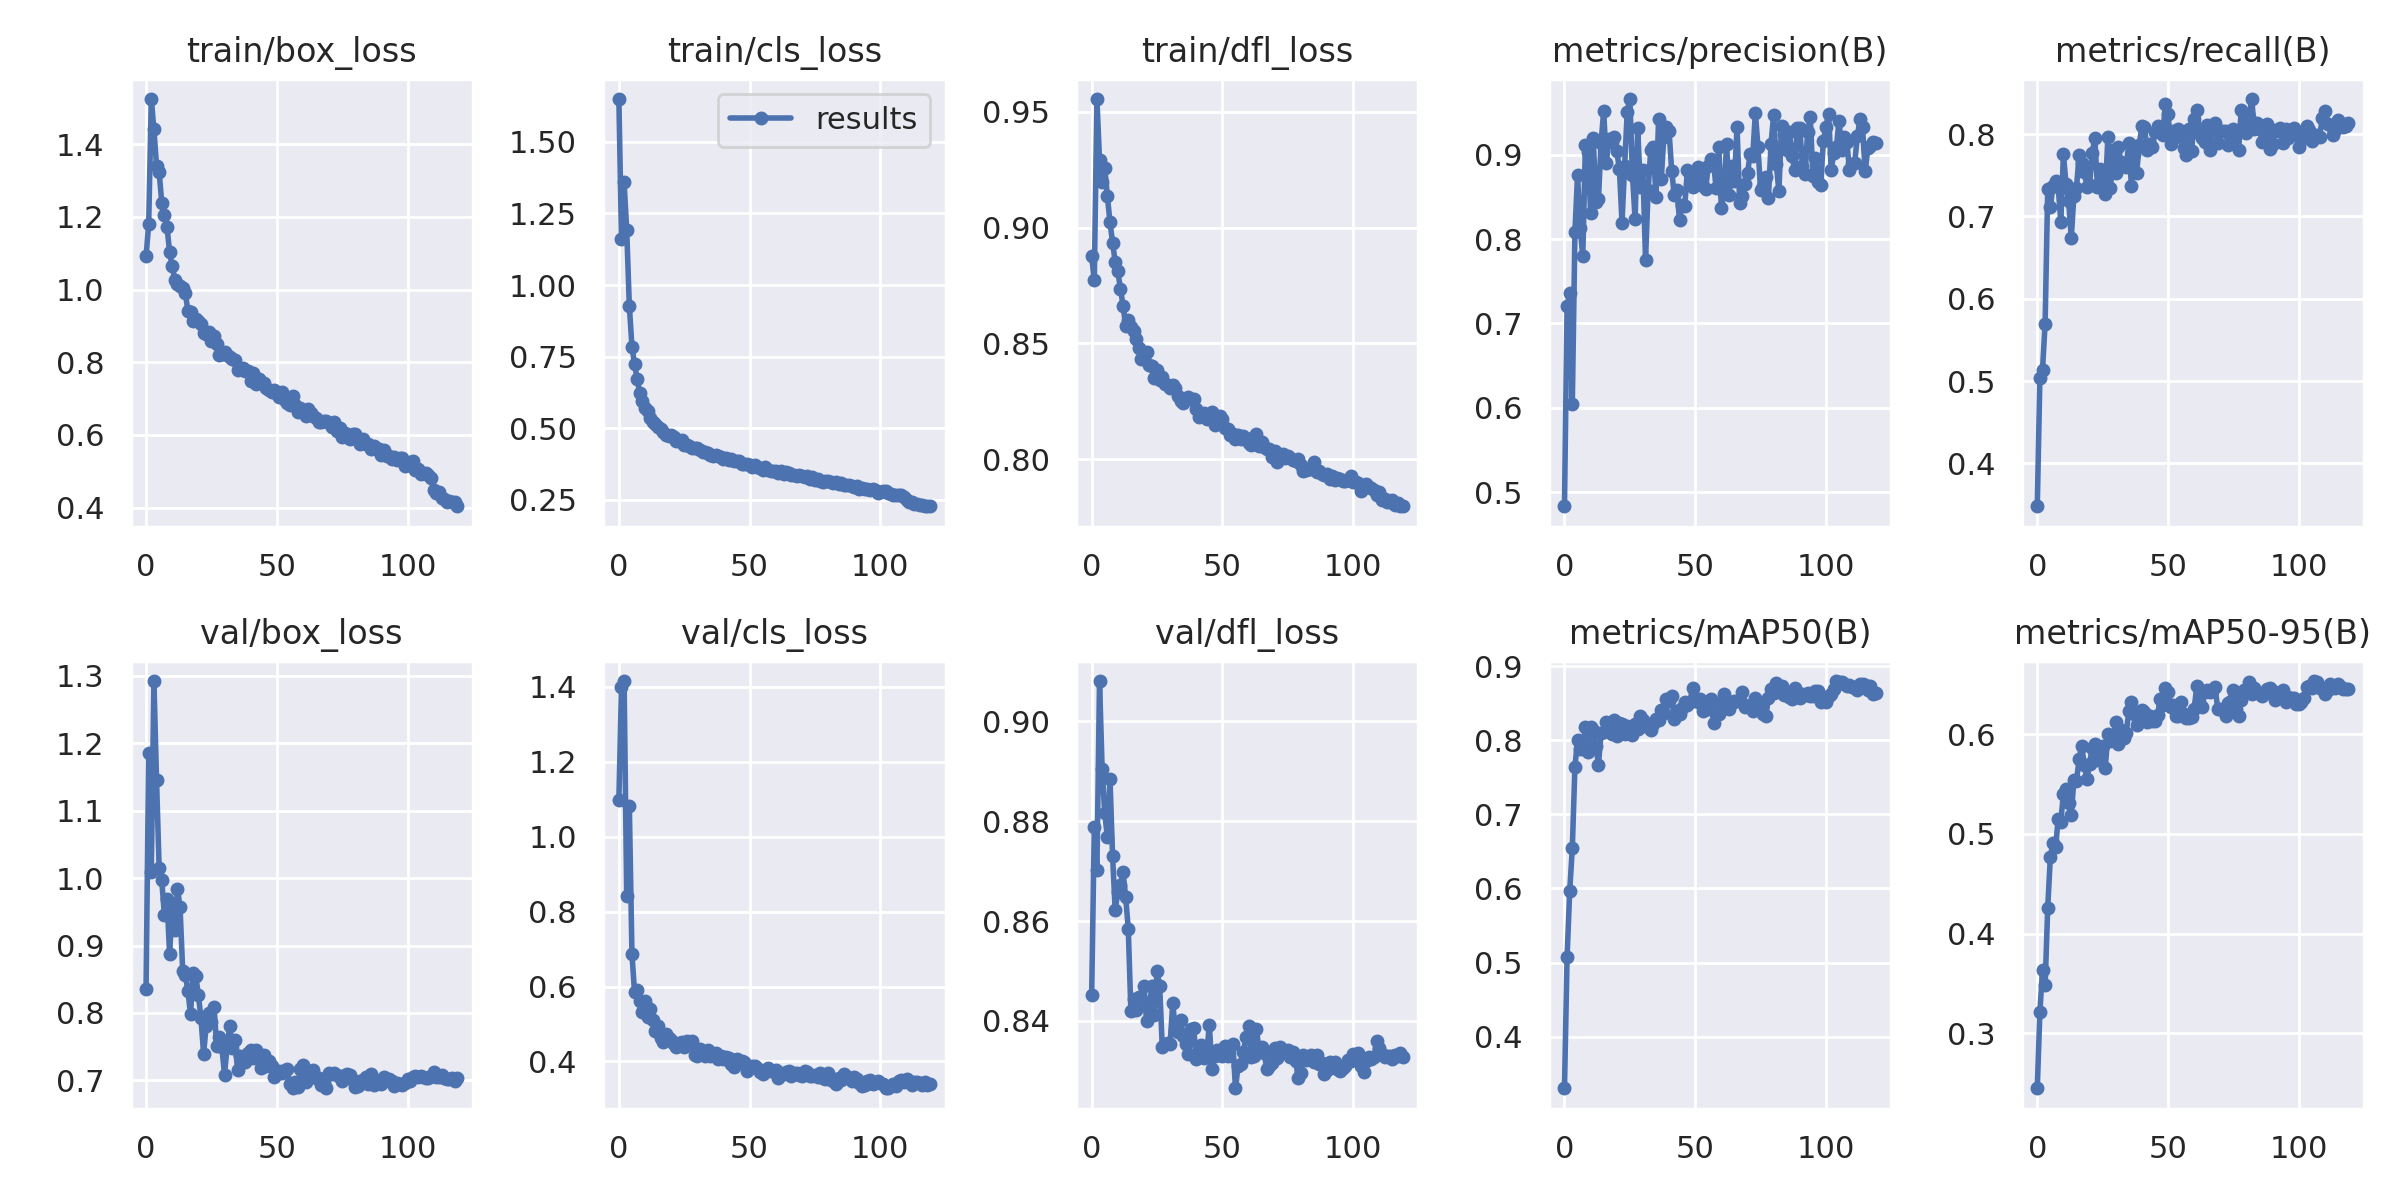 train/box_loss
train/cls_loss
train/dfl_loss
metrics/precision(B)
metrics/recall(B)
1.4
1.2
1.0
0.8
0.6
0.4
0 50 100
results
1.50
1.25
1.00
0.75
0.50
0.25
0 50 100
0.95
0.90
0.85
0.80
0 50 100
0.9
0.8
0.7
0.6
0.5
0 50 100
0.8
0.7
0.6
0.5
0.4
0 50 100
val/box_loss
val/cls_loss
val/dfl_loss
metrics/mAP50(B)
metrics/mAP50-95(B)
1.3
1.2
1.1
1.0
0.9
0.8
0.7
0 50 100
1.4
1.2
1.0
0.8
0.6
0.4
0 50 100
0.90
0.88
0.86
0.84
0 50 100
0.9
0.8
0.7
0.6
0.5
0.4
0 50 100
0.6
0.5
0.4
0.3
0 50 100